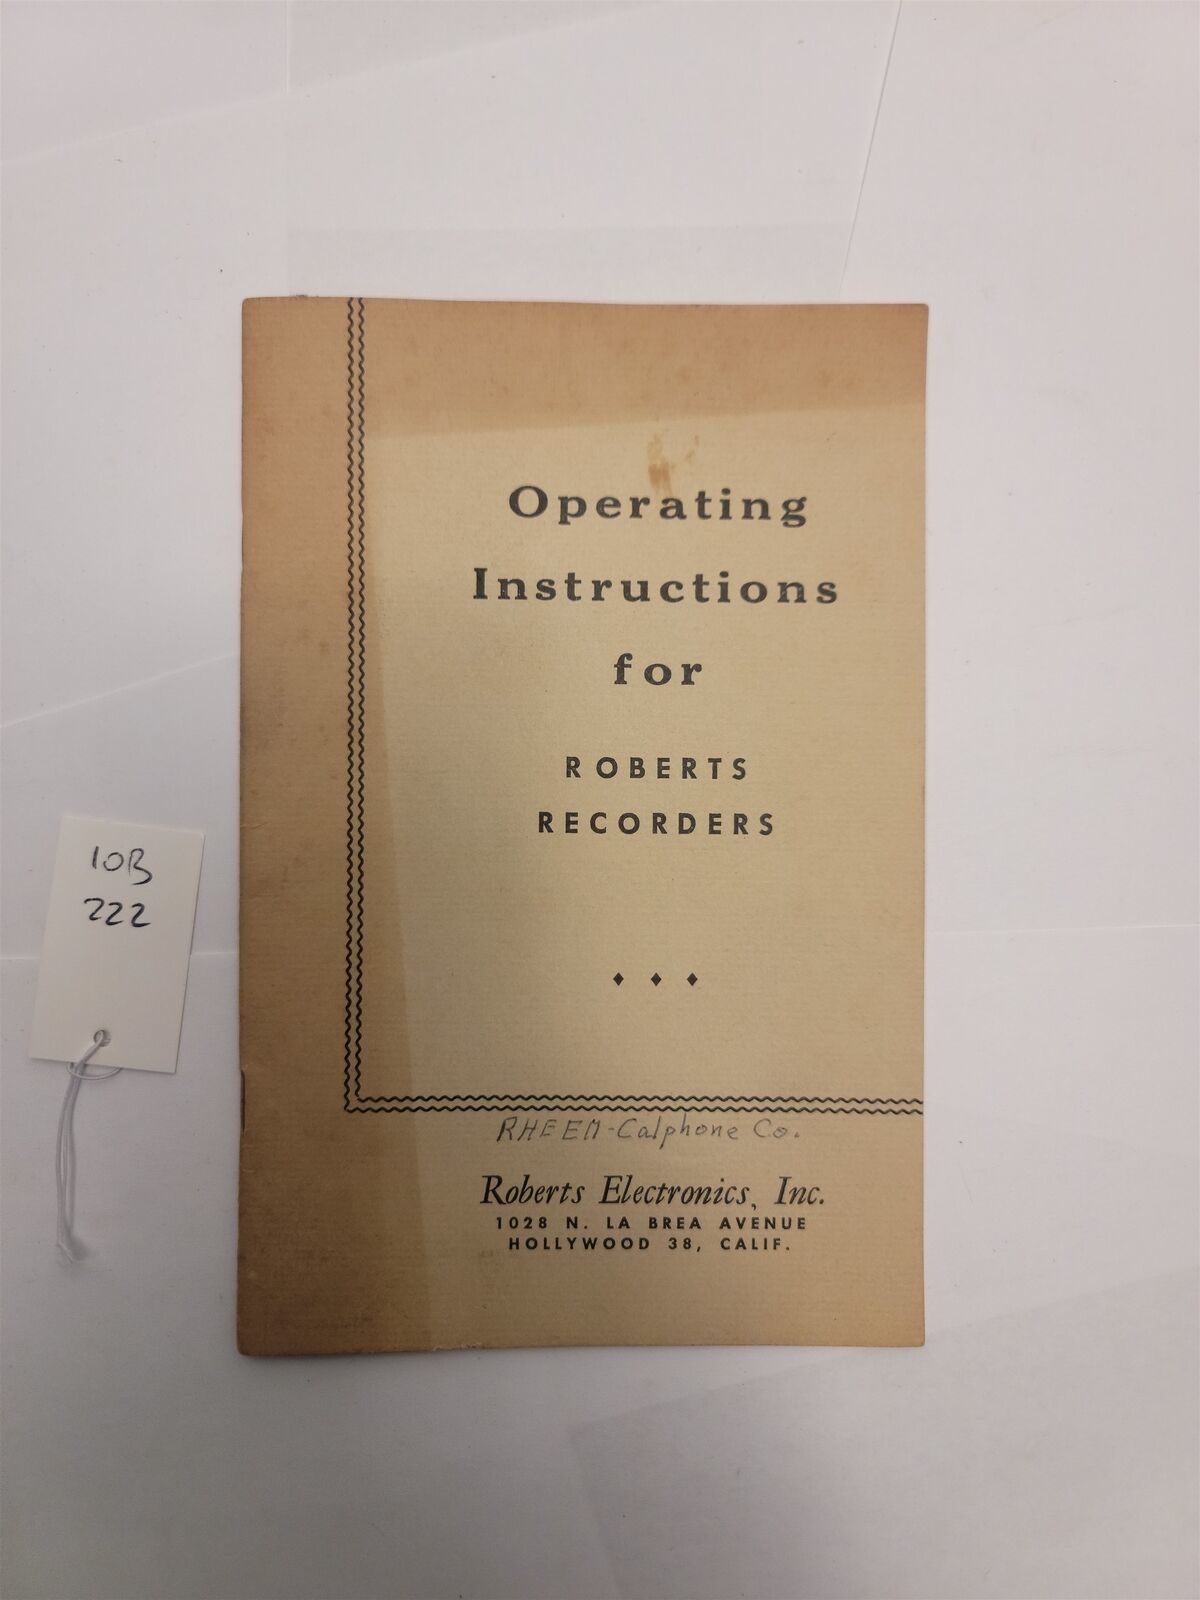 Operating
Instructions
for
ROBERTS
RECORDERS
RHEEM-Calphone Co.
Roberts Electronics, Inc.
1028 N. LA BREA AVENUE
HOLLYWOOD 38, CALIF.
10B
222